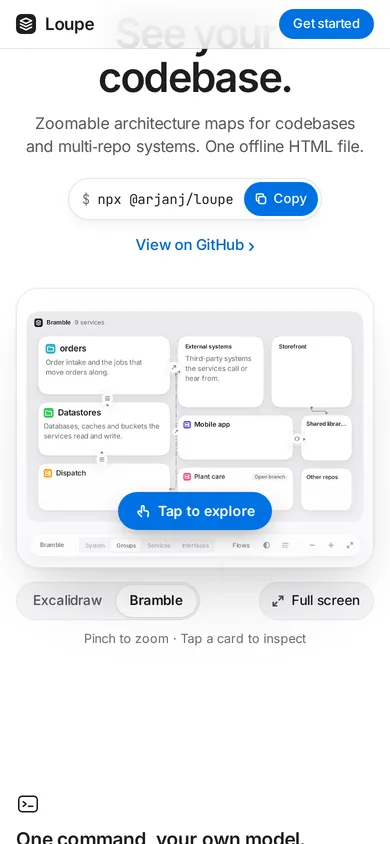 Loupe
Get started
See your
codebase.
Zoomable architecture maps for codebases
and multi-repo systems. One offline HTML file.
$ npx @arjanj/loupe
Copy
View on GitHub ›
Bramble 9 services
orders
Order intake and the jobs that
move orders along.
External systems
Third-party systems
the services call or
hear from.
Storefront
Datastores
Databases, caches and buckets the
services read and write.
Mobile app
Shared librar...
Dispatch
Plant care
Open branch
Other repos
Tap to explore
Bramble
System
Groups
Services
Interfaces
Flows
Excalidraw
Bramble
Full screen
Pinch to zoom · Tap a card to inspect
One command, your own model.